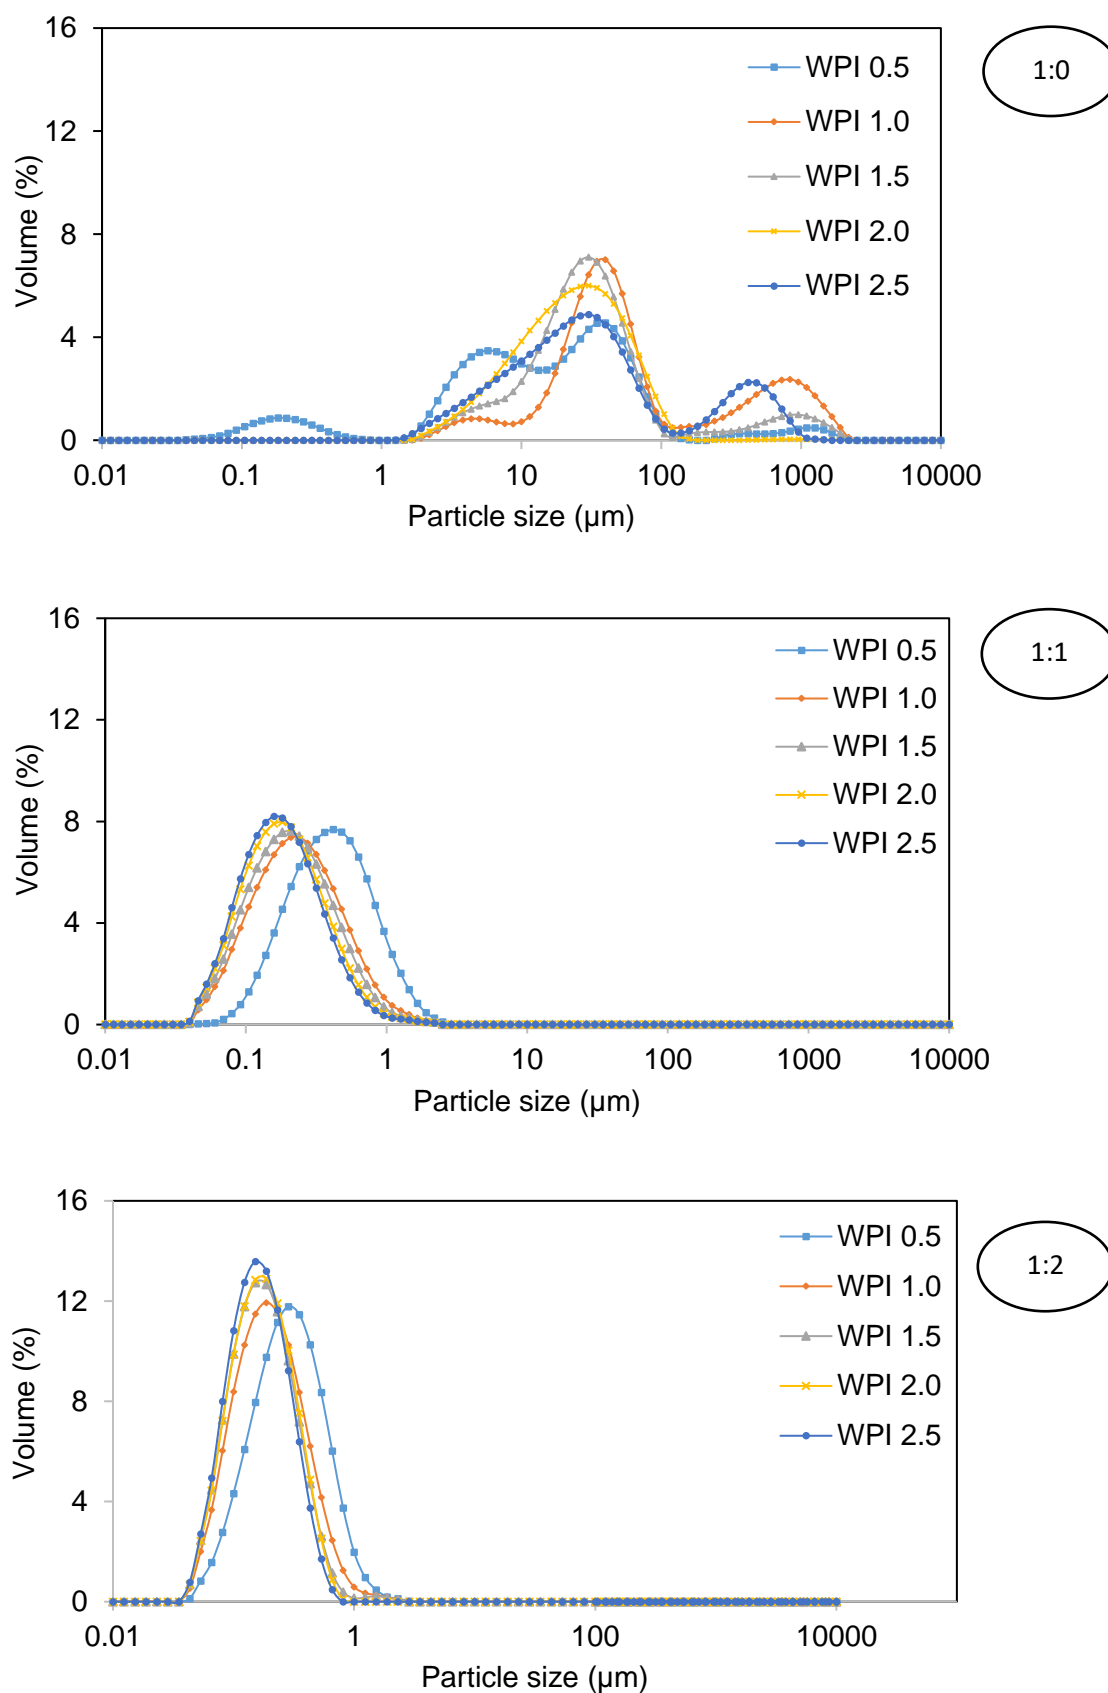 16
12
8
4
0
Volume (%)
0.01 0.1 1 10 100 1000 10000
Particle size (µm)
WPI 0.5
WPI 1.0
WPI 1.5
WPI 2.0
WPI 2.5
1:0
16
12
8
4
0
Volume (%)
0.01 0.1 1 10 100 1000 10000
Particle size (µm)
WPI 0.5
WPI 1.0
WPI 1.5
WPI 2.0
WPI 2.5
1:1
16
12
8
4
0
Volume (%)
0.01 1 100 10000
Particle size (µm)
WPI 0.5
WPI 1.0
WPI 1.5
WPI 2.0
WPI 2.5
1:2